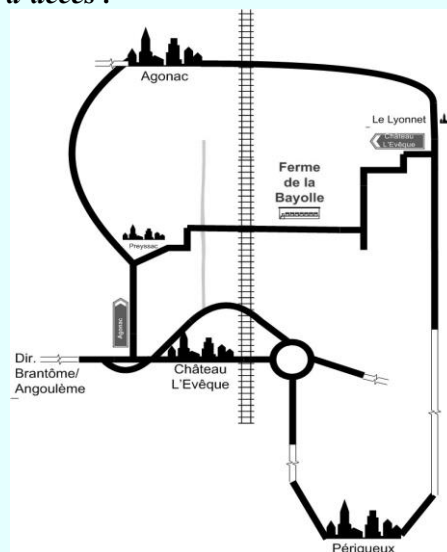 d'accès :
Agonac
Le Lyonnet
Château
L'Evêque
Ferme
de la
Bayolle
Preyssac
Agonac
Dir.
Brantôme/
Angoulème
Château
L'Evêque
Périgueux